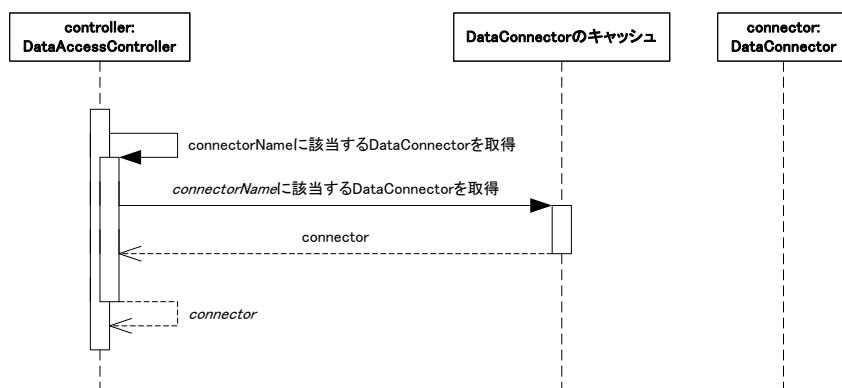 controller:
DataAccessController
DataConnectorのキャッシュ
connector:
DataConnector
connectorNameに該当するDataConnectorを取得
connectorNameに該当するDataConnectorを取得
connector
connector